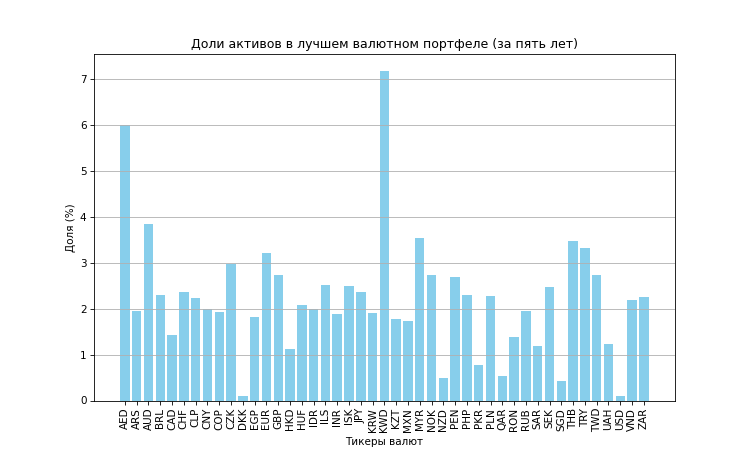 Доли активов в лучшем валютном портфеле (за пять лет)
Доля (%)
7
6
5
4
3
2
1
0
AED ARS AUD BRL CAD CHF CLP CNY COP CZK DKK EGP EUR GBP HKD HUF IDR ILS INR ISK JPY KRW KWD KZT MXN MYR NOK NZD PEN PHP PKR PLN QAR RON RUB SAR SEK SGD THB TRY TWD UAH USD VND ZAR
Тикеры валют